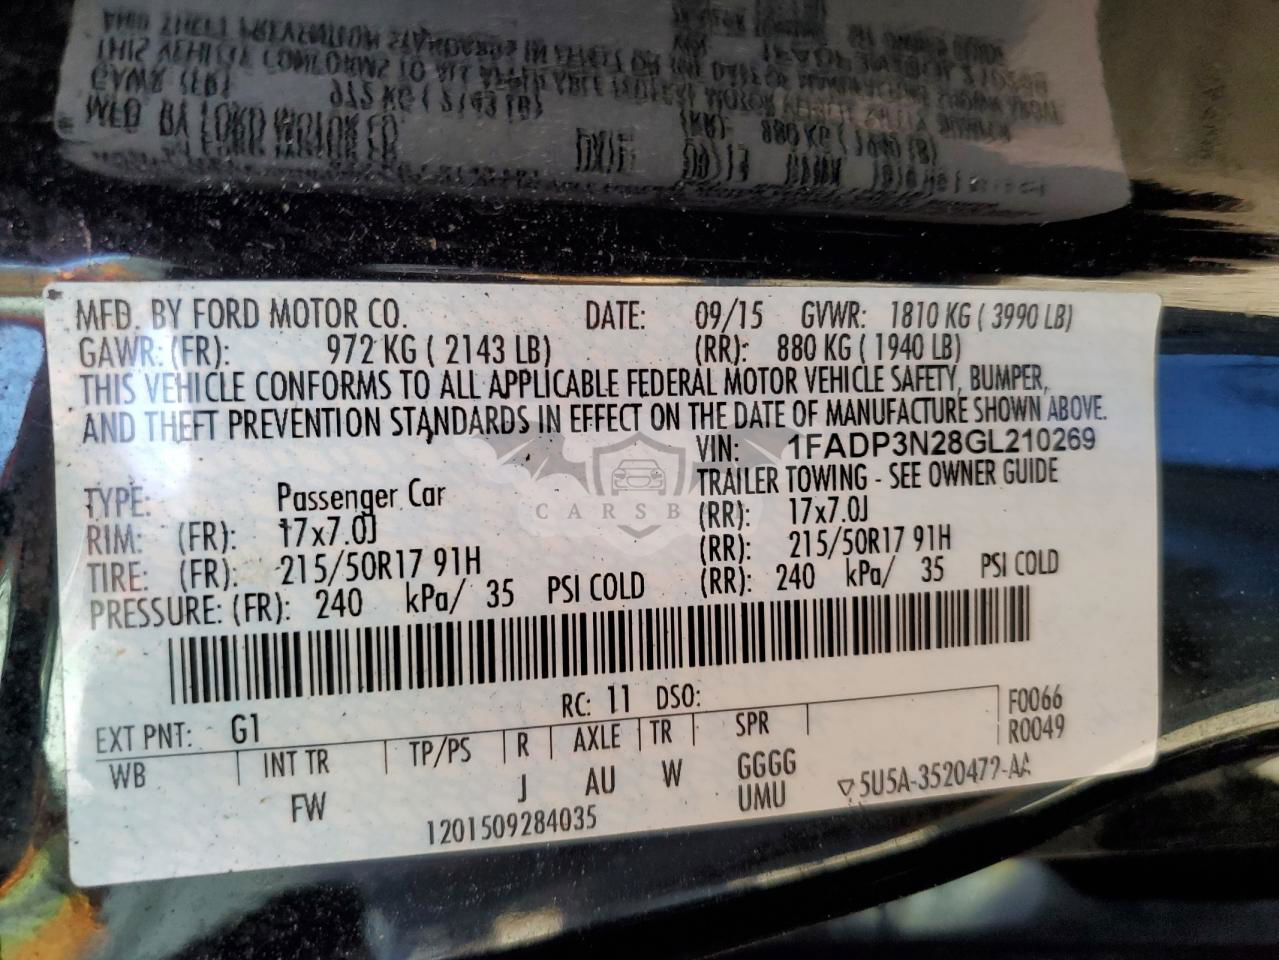 MFD. BY FORD MOTOR CO. DATE: 09/15 GVWR: 1810 KG ( 3990 LB)
GAWR: (FR): 972 KG ( 2143 LB) (RR): 880 KG ( 1940 LB)
THIS VEHICLE CONFORMS TO ALL APPLICABLE FEDERAL MOTOR VEHICLE SAFETY, BUMPER,
AND THEFT PREVENTION STANDARDS IN EFFECT ON THE DATE OF MANUFACTURE SHOWN ABOVE.
VIN: 1FADP3N28GL210269
TYPE: Passenger Car TRAILER TOWING - SEE OWNER GUIDE
RIM: (FR): 17x7.0J (RR): 17x7.0J
TIRE: (FR): 215/50R17 91H (RR): 215/50R17 91H
PRESSURE: (FR): 240 kPa/ 35 PSI COLD (RR): 240 kPa/ 35 PSI COLD
CARSB
RC: 11 DSO:
EXT PNT: G1 F0066
WB INT TR TP/PS R AXLE TR SPR R0049
FW J AU W GGGG
UMU 5U5A-3520472-AA
1201509284035